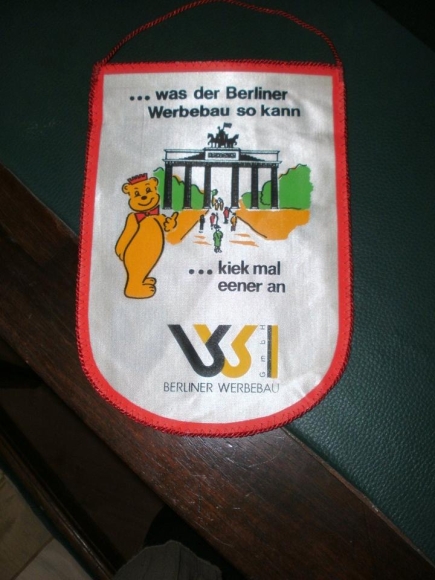 ... was der Berliner
Werbebau so kann
... kiek mal
eener an
GmbH
BERLINER WERBEBAU